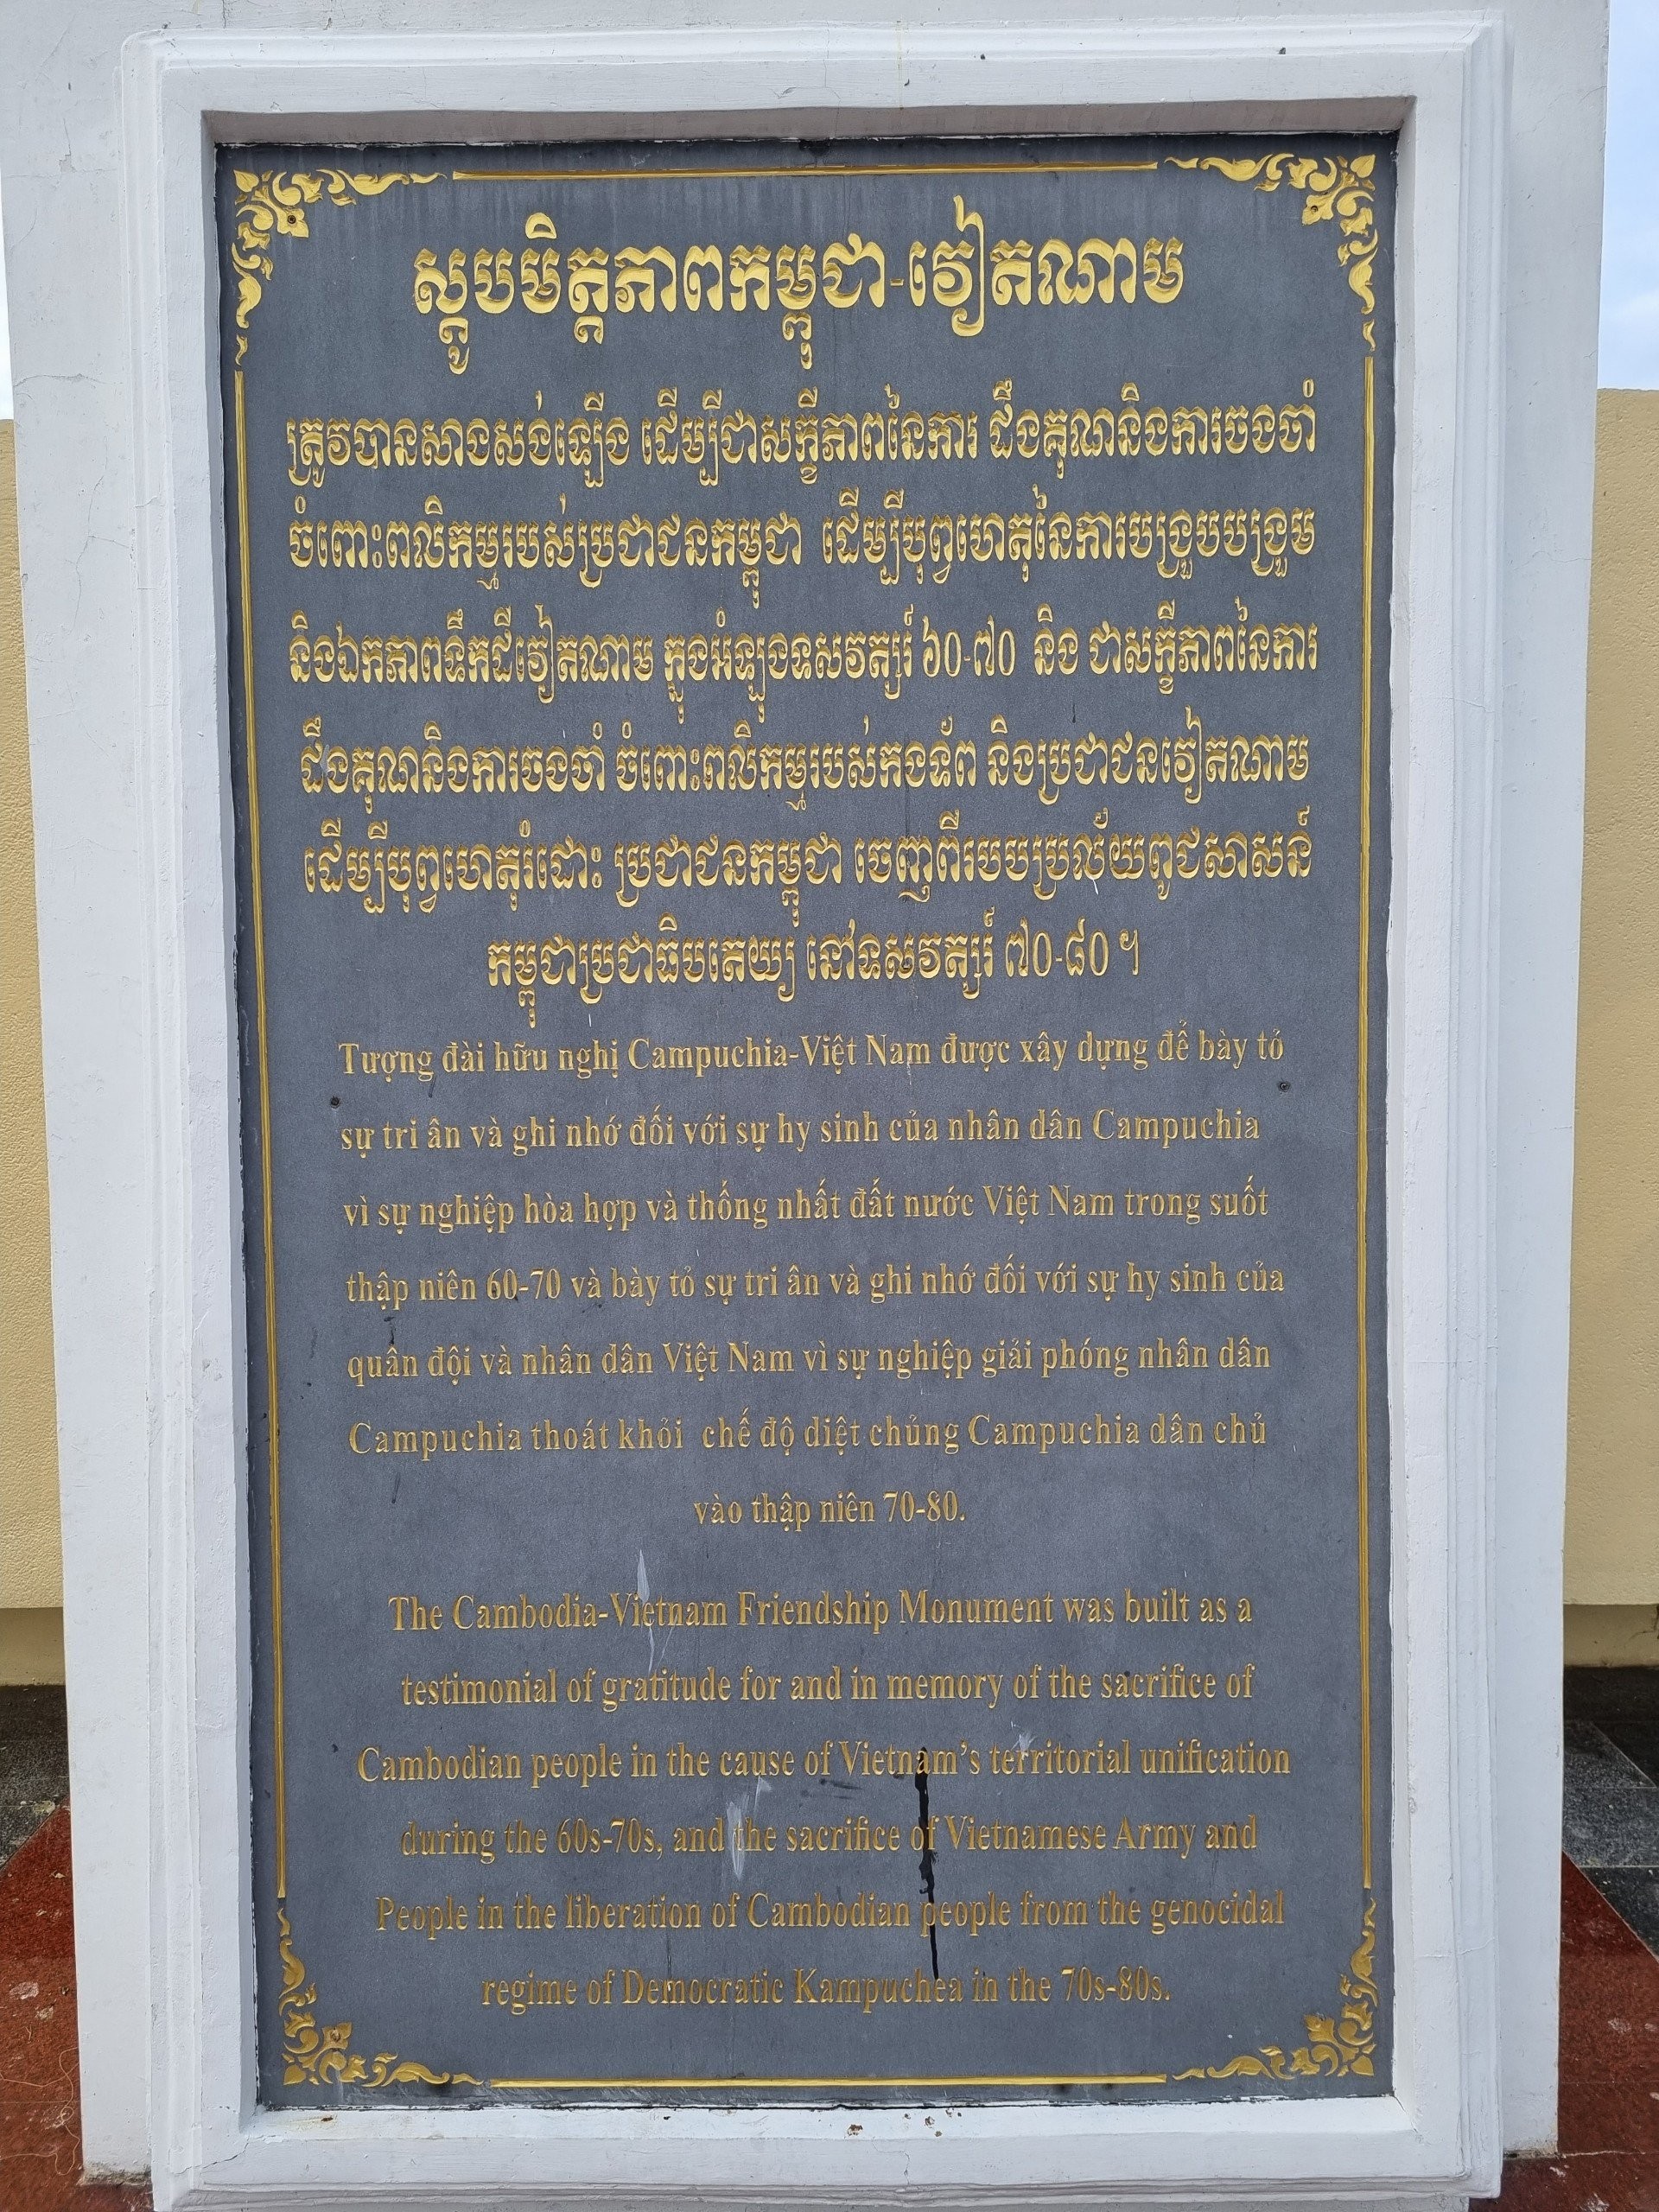 ស្តូបមិត្តភាពកម្ពុជា-វៀតណាម
ត្រូវបានសាងសង់ឡើង ដើម្បីជាសក្ខីភាពនៃការ ដឹងគុណនិងការចងចាំ
ចំពោះពលិកម្មរបស់ប្រជាជនកម្ពុជា ដើម្បីបុព្វហេតុនៃការបង្រួបបង្រួម
និងឯកភាពទឹកដីវៀតណាម ក្នុងអំឡុងទសវត្សរ៍ ៦០-៧០ និង ជាសក្ខីភាពនៃការ
ដឹងគុណនិងការចងចាំ ចំពោះពលិកម្មរបស់កងទ័ព និងប្រជាជនវៀតណាម
ដើម្បីបុព្វហេតុរំដោះ ប្រជាជនកម្ពុជា ចេញពីរបបប្រល័យពូជសាសន៍
កម្ពុជាប្រជាធិបតេយ្យ នៅទសវត្សរ៍ ៧០-៨០ ។
Tượng đài hữu nghị Campuchia-Việt Nam được xây dựng để bày tỏ
sự tri ân và ghi nhớ đối với sự hy sinh của nhân dân Campuchia
vì sự nghiệp hòa hợp và thống nhất đất nước Việt Nam trong suốt
thập niên 60-70 và bày tỏ sự tri ân và ghi nhớ đối với sự hy sinh của
quân đội và nhân dân Việt Nam vì sự nghiệp giải phóng nhân dân
Campuchia thoát khỏi chế độ diệt chủng Campuchia dân chủ
vào thập niên 70-80.
The Cambodia-Vietnam Friendship Monument was built as a
testimonial of gratitude for and in memory of the sacrifice of
Cambodian people in the cause of Vietnam's territorial unification
during the 60s-70s, and the sacrifice of Vietnamese Army and
People in the liberation of Cambodian people from the genocidal
regime of Democratic Kampuchea in the 70s-80s.